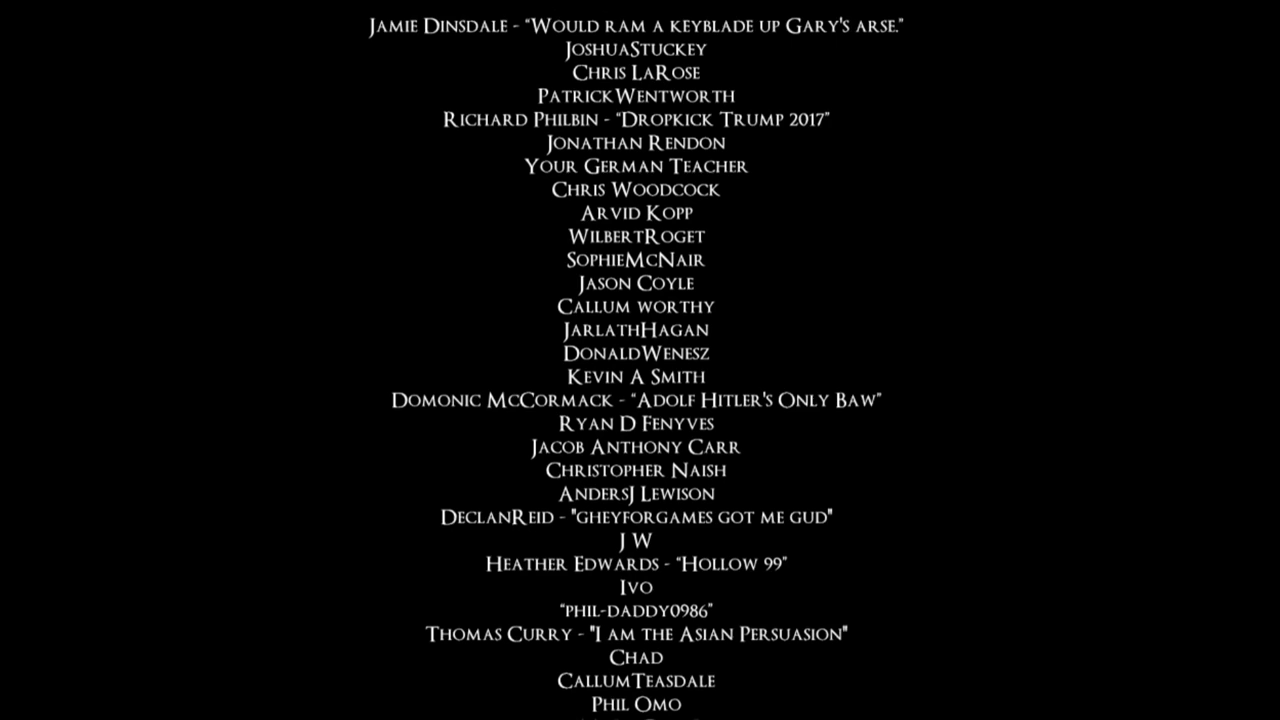 Jamie Dinsdale - “Would ram a keyblade up Gary's arse.”
JoshuaStuckey
Chris LaRose
PatrickWentworth
Richard Philbin - “Dropkick Trump 2017”
Jonathan Rendon
Your German Teacher
Chris Woodcock
Arvid Kopp
WilbertRoget
SophieMcNair
Jason Coyle
Callum worthy
JarlathHagan
DonaldWenesz
Kevin A Smith
Domonic McCormack - “Adolf Hitler's Only Baw”
Ryan D Fenyves
Jacob Anthony Carr
Christopher Naish
AndersJ Lewison
DeclanReid - "gheyforgames got me gud"
J W
Heather Edwards - “Hollow 99”
Ivo
“phil-daddy0986”
Thomas Curry - "I am the Asian Persuasion"
Chad
CallumTeasdale
Phil Omo